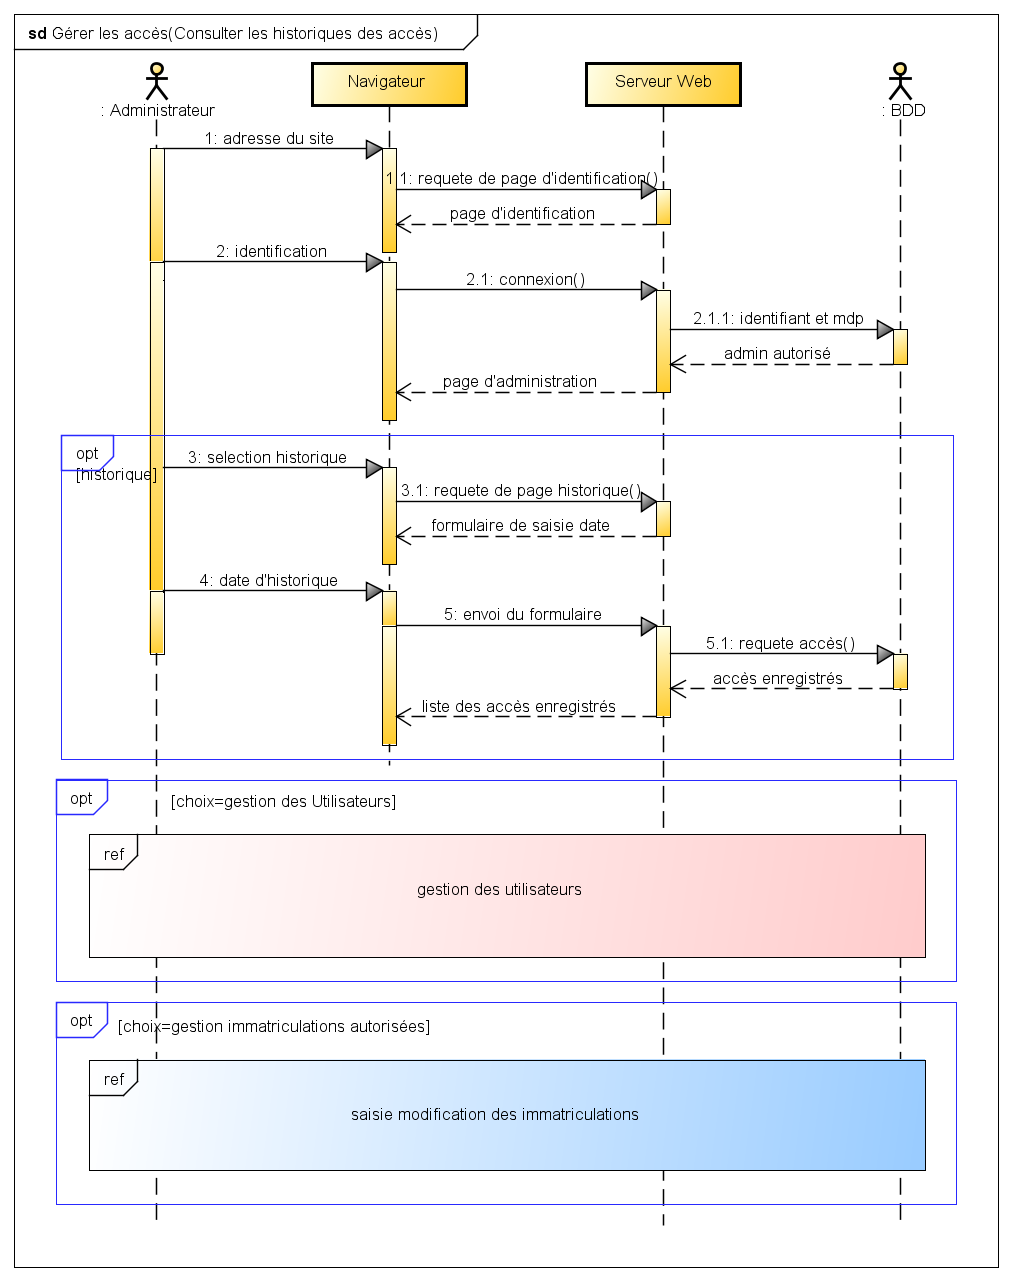 sd Gérer les accès(Consulter les historiques des accès)
: Administrateur
Navigateur
Serveur Web
: BDD
1: adresse du site
1.1: requete de page d'identification()
page d'identification
2: identification
2.1: connexion()
2.1.1: identifiant et mdp
admin autorisé
page d'administration
opt
[historique]
3: selection historique
3.1: requete de page historique()
formulaire de saisie date
4: date d'historique
5: envoi du formulaire
5.1: requete accès()
accès enregistrés
liste des accès enregistrés
opt
[choix=gestion des Utilisateurs]
ref
gestion des utilisateurs
opt
[choix=gestion immatriculations autorisées]
ref
saisie modification des immatriculations